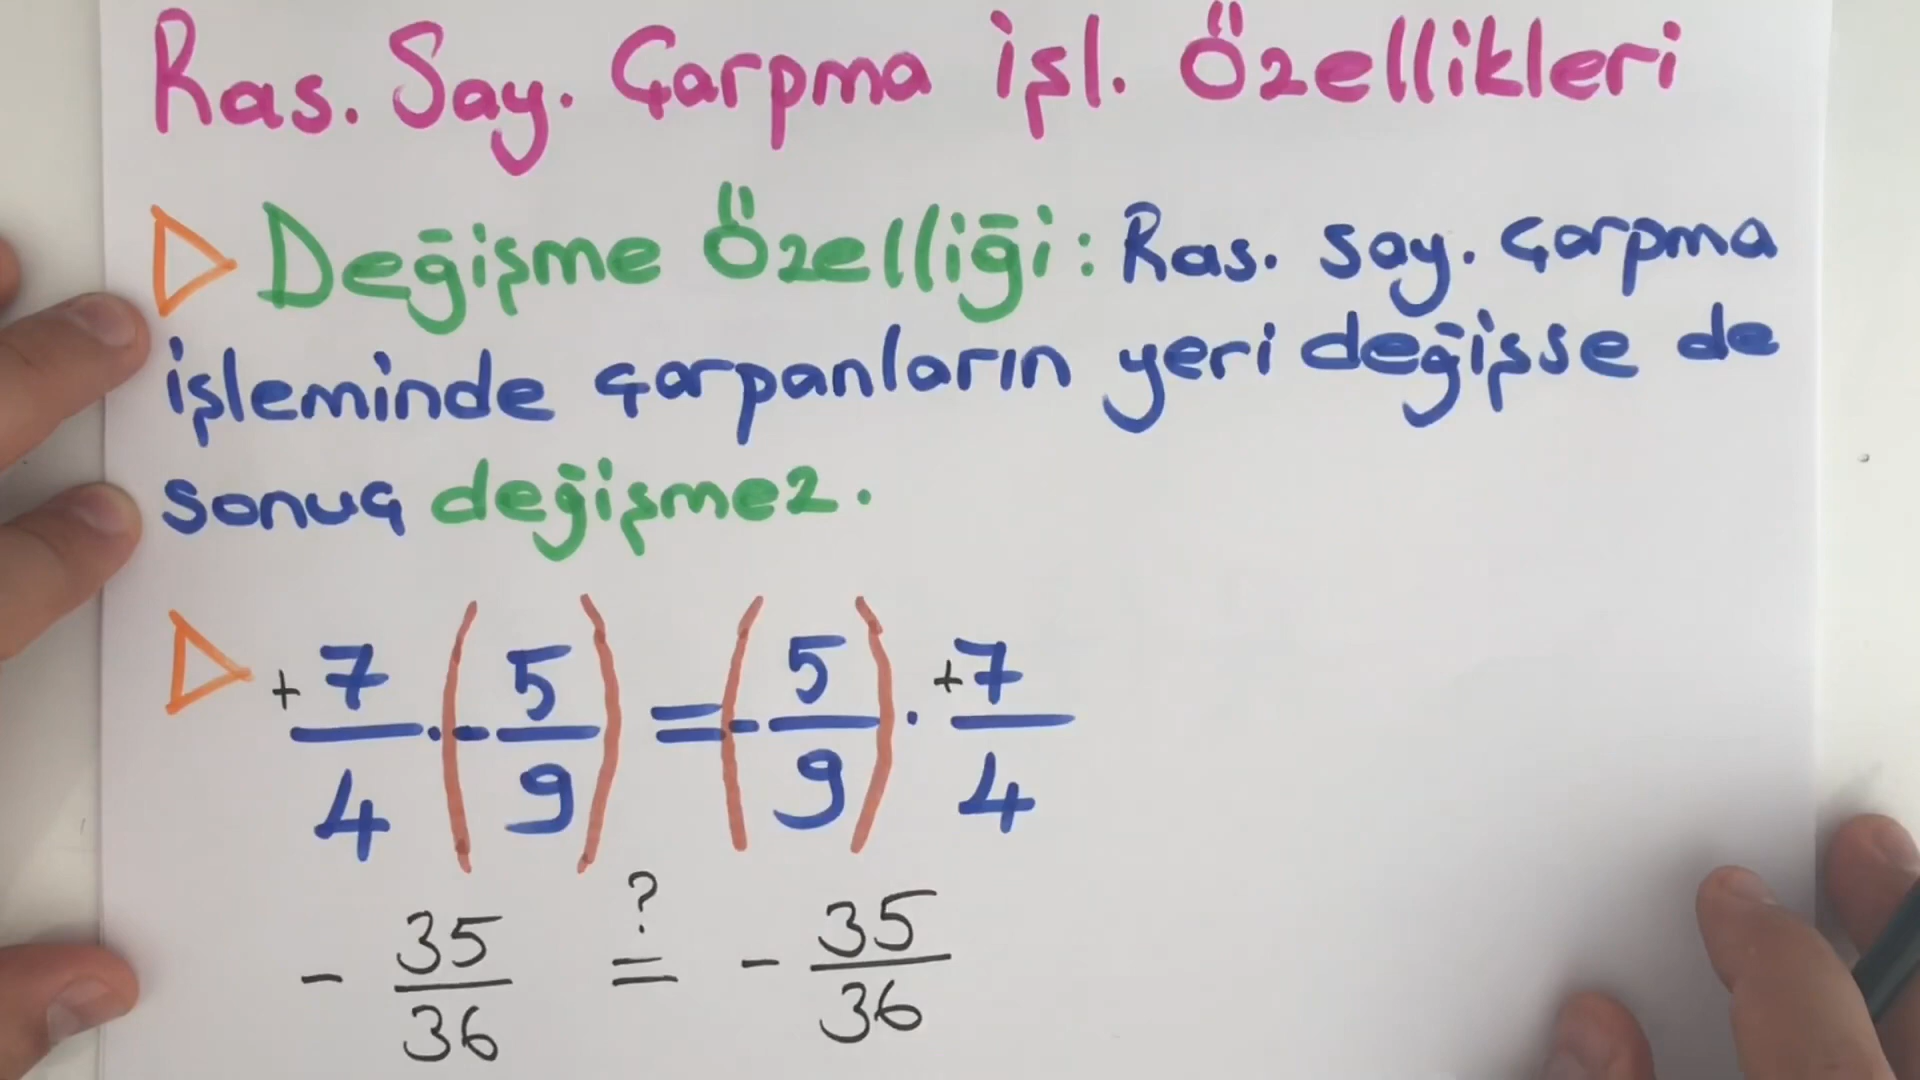 Ras. Say. Çarpma işl. Özellikleri
Değişme Özelliği: Ras. say. çarpma
işleminde çarpanların yeri değişse de
sonuç değişmez.
+7/4 · (-5/9) = (-5/9) · +7/4
-35/36 ?= -35/36